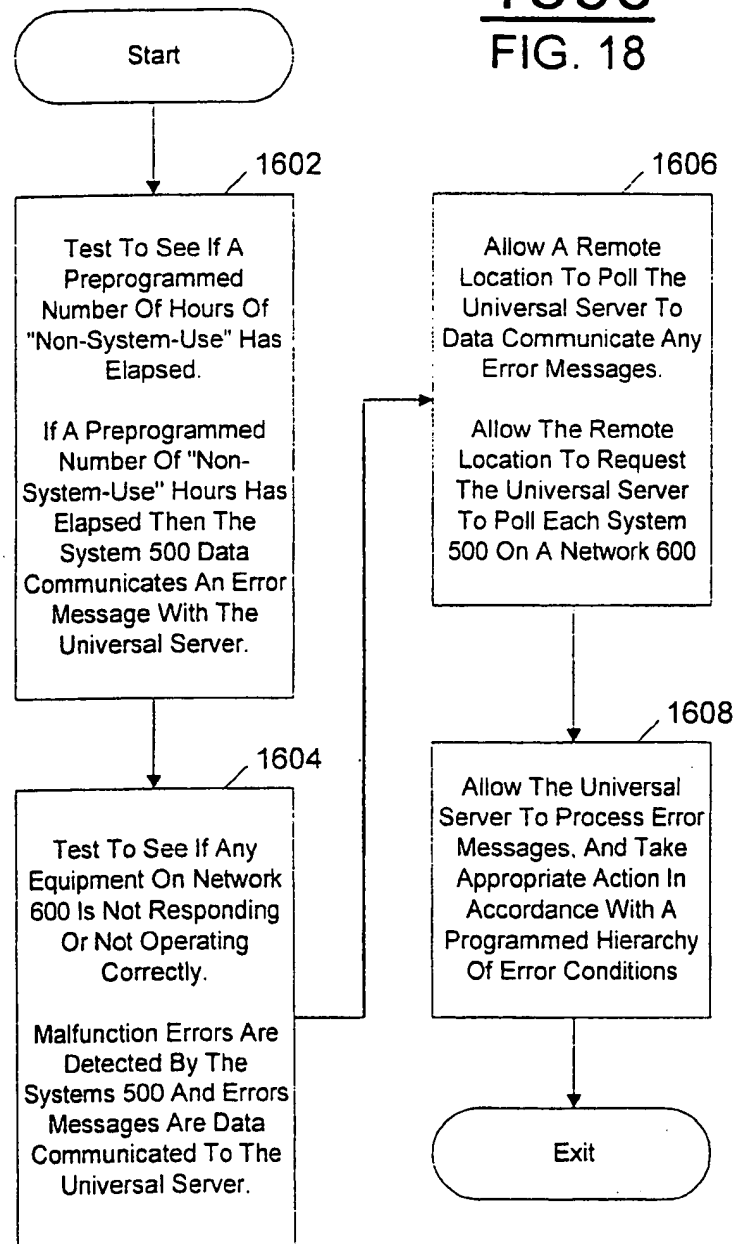 FIG. 18
Start
1602
Test To See If A
Preprogrammed
Number Of Hours Of
"Non-System-Use" Has
Elapsed.
If A Preprogrammed
Number Of "Non-
System-Use" Hours Has
Elapsed Then The
System 500 Data
Communicates An Error
Message With The
Universal Server.
1604
Test To See If Any
Equipment On Network
600 Is Not Responding
Or Not Operating
Correctly.
Malfunction Errors Are
Detected By The
Systems 500 And Errors
Messages Are Data
Communicated To The
Universal Server.
1606
Allow A Remote
Location To Poll The
Universal Server To
Data Communicate Any
Error Messages.
Allow The Remote
Location To Request
The Universal Server
To Poll Each System
500 On A Network 600
1608
Allow The Universal
Server To Process Error
Messages, And Take
Appropriate Action In
Accordance With A
Programmed Hierarchy
Of Error Conditions
Exit